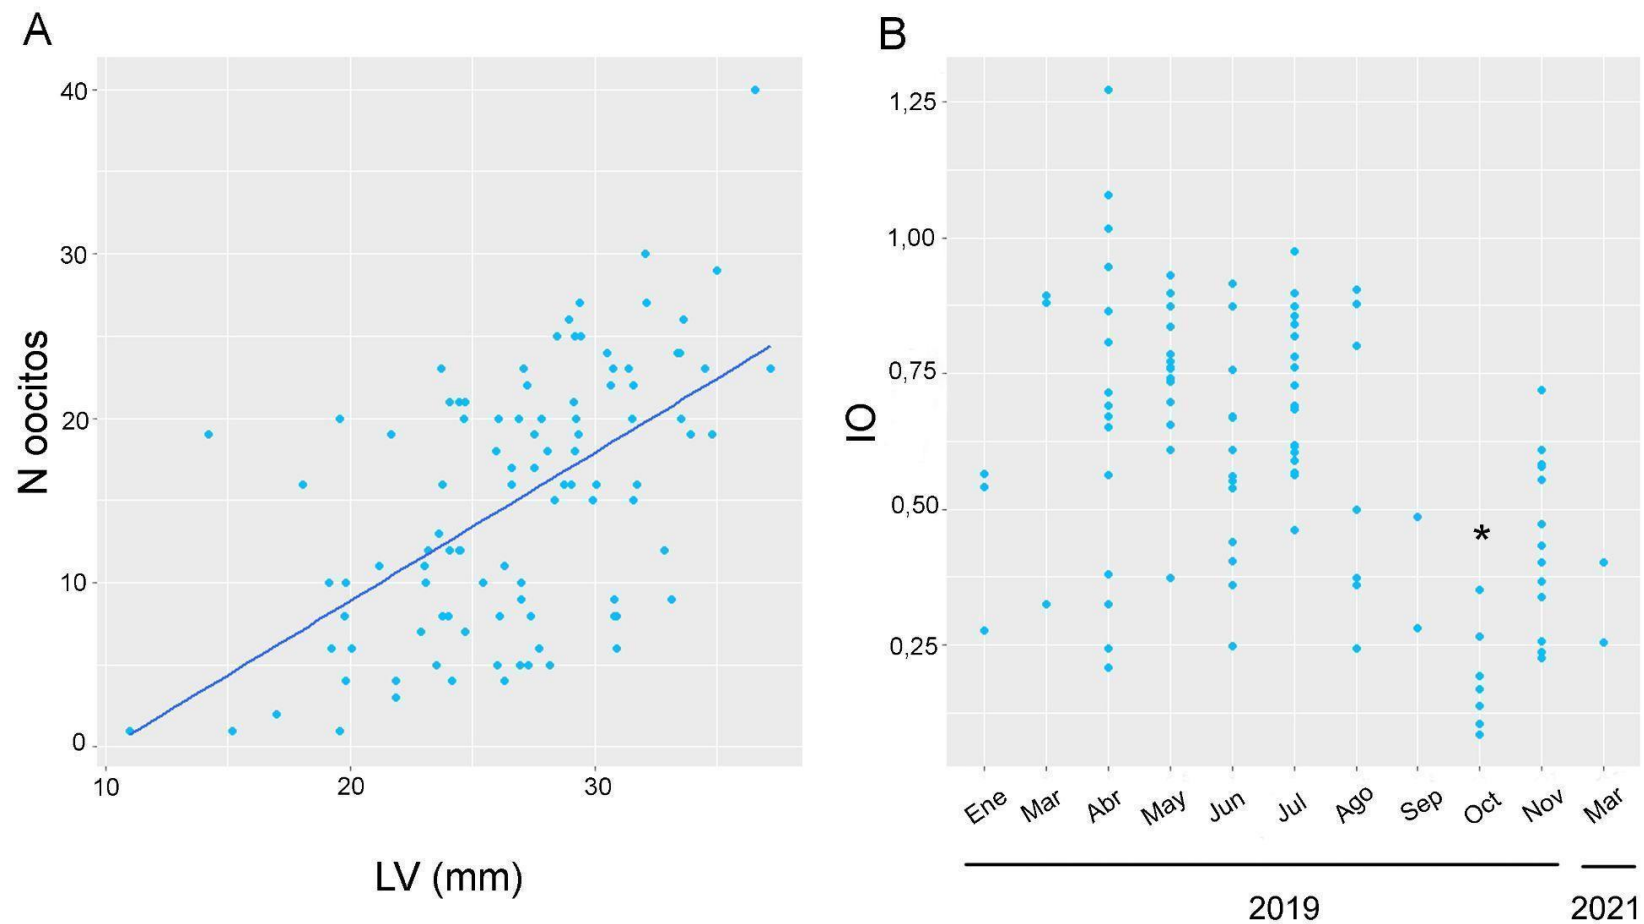 A
N oocitos
40
30
20
10
0
10 20 30
LV (mm)
B
IO
1,25
1,00
0,75
0,50
0,25
*
Ene Mar Abr May Jun Jul Ago Sep Oct Nov Mar
2019 2021